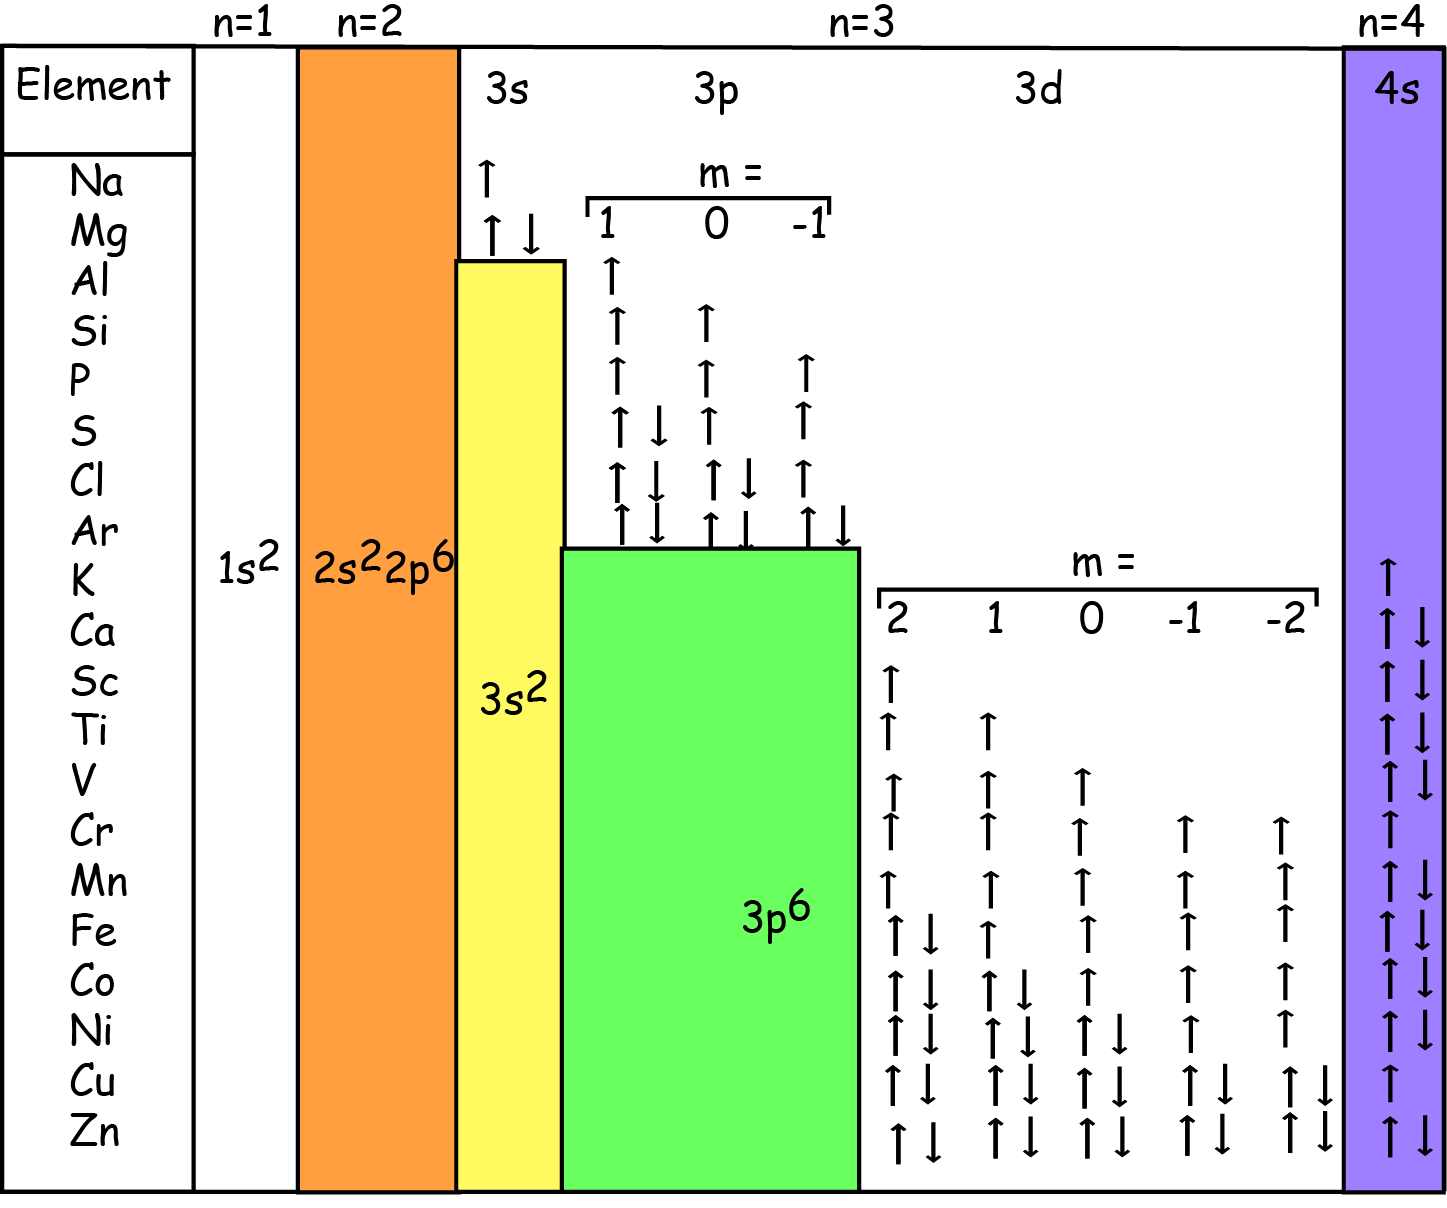 n=1 n=2 n=3 n=4
Element 3s 3p 3d 4s
Na ↑ m =
Mg ↑ ↓ 1 0 -1
Al ↑
Si ↑ ↑
P ↑ ↑ ↑
S ↑ ↓ ↑ ↑
Cl ↑ ↓ ↑ ↓ ↑
Ar ↑ ↓ ↑ ↓ ↑ ↓
1s² 2s²2p⁶ m =
K ↑
Ca 2 1 0 -1 -2 ↑ ↓
Sc ↑ ↑ ↓
3s²
Ti ↑ ↑ ↑ ↓
V ↑ ↑ ↑ ↑ ↓
Cr ↑ ↑ ↑ ↑ ↑ ↑
Mn ↑ ↑ ↑ ↑ ↑ ↑ ↓
3p⁶
Fe ↑ ↓ ↑ ↑ ↑ ↑ ↑ ↓
Co ↑ ↓ ↑ ↓ ↑ ↑ ↑ ↑ ↓
Ni ↑ ↓ ↑ ↓ ↑ ↓ ↑ ↑ ↑ ↓
Cu ↑ ↓ ↑ ↓ ↑ ↓ ↑ ↓ ↑ ↓ ↑
Zn ↑ ↓ ↑ ↓ ↑ ↓ ↑ ↓ ↑ ↓ ↑ ↓